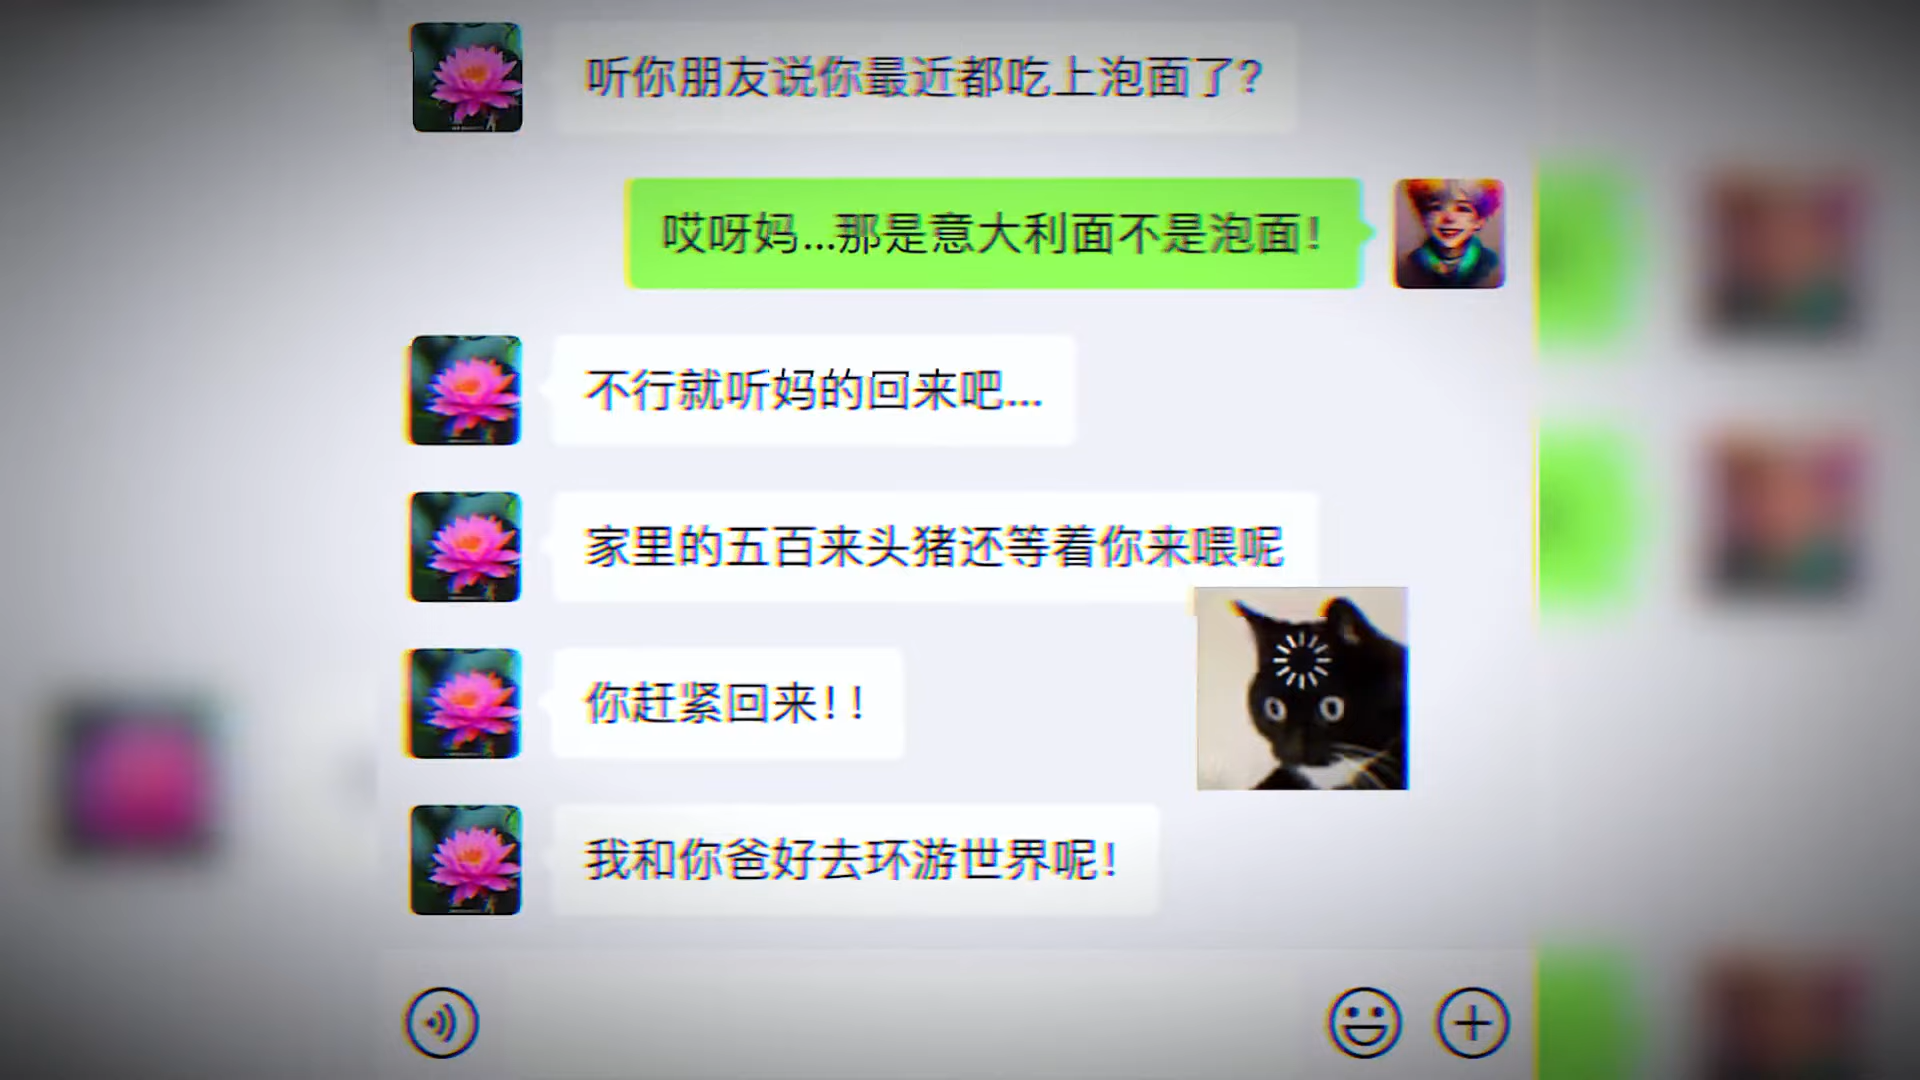 听你朋友说你最近都吃上泡面了?
哎呀妈...那是意大利面不是泡面!
不行就听妈的回来吧...
家里的五百来头猪还等着你来喂呢
你赶紧回来!!
我和你爸好去环游世界呢!